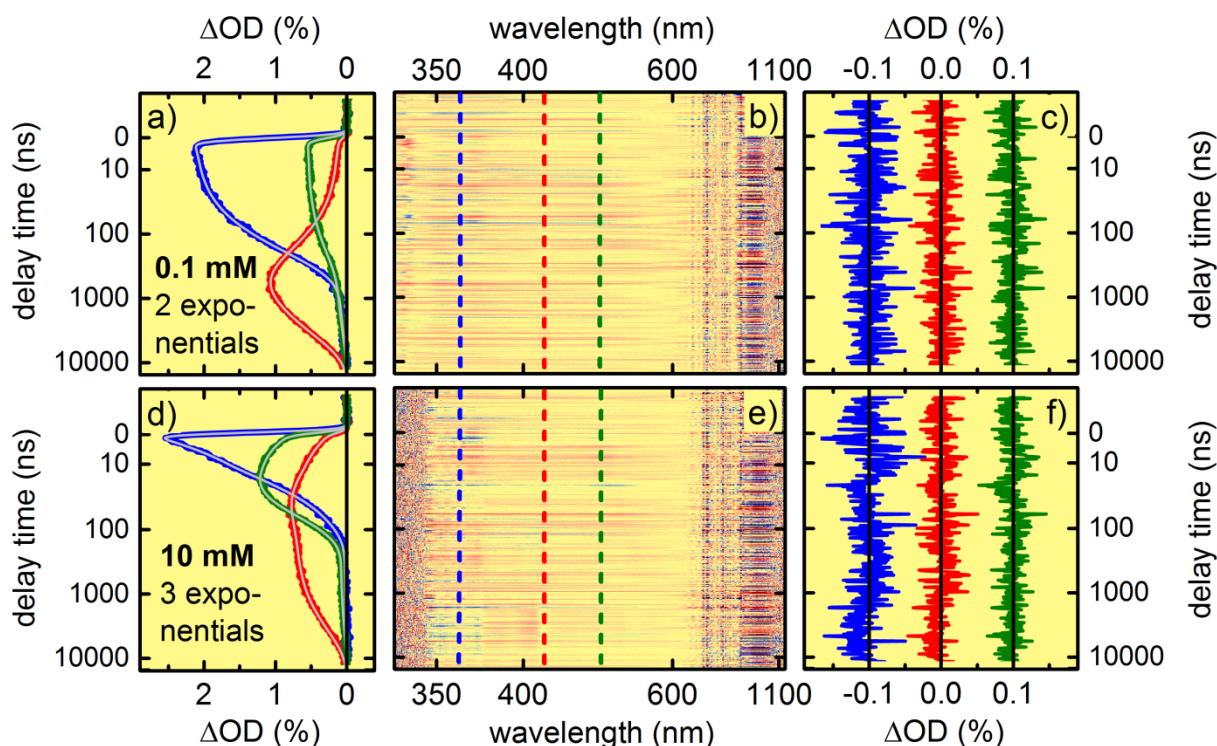 ΔOD (%)
wavelength (nm)
ΔOD (%)
2 1 0
350 400 600 1100
-0.1 0.0 0.1
a)
b)
c)
delay time (ns)
0
10
100
1000
10000
0.1 mM
2 expo-
nentials
0
10
100
1000
10000
delay time (ns)
d)
e)
f)
delay time (ns)
0
10
100
1000
10000
10 mM
3 expo-
nentials
0
10
100
1000
10000
delay time (ns)
2 1 0
350 400 600 1100
-0.1 0.0 0.1
ΔOD (%)
wavelength (nm)
ΔOD (%)